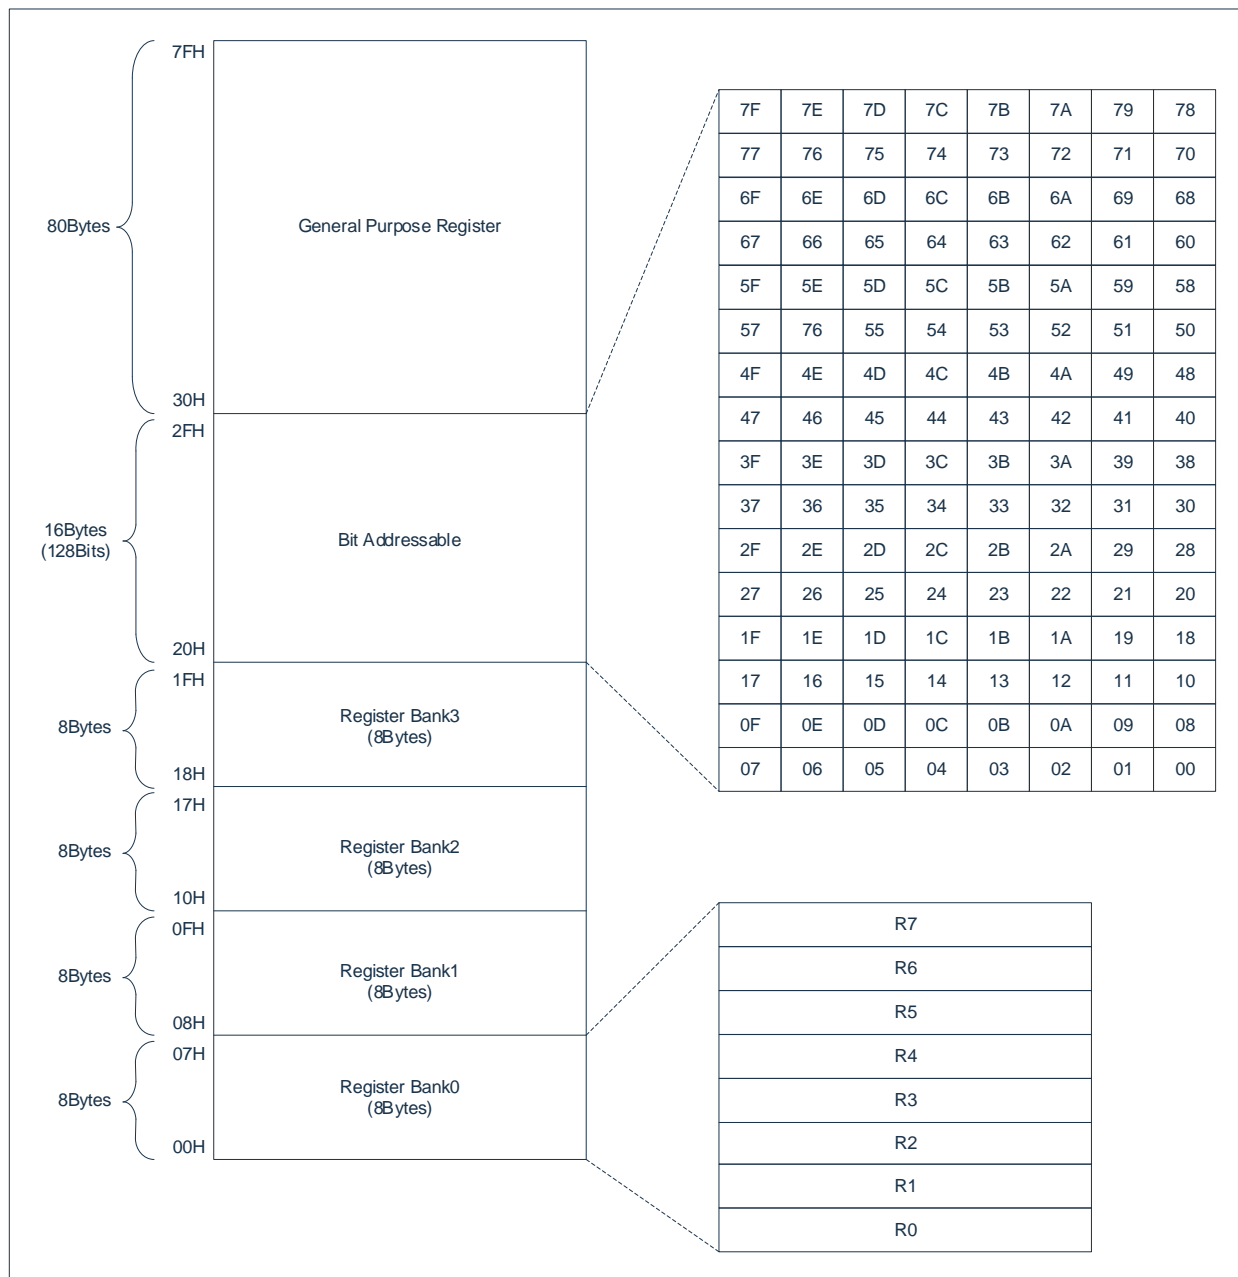 7FH
80Bytes
General Purpose Register
30H
2FH
16Bytes
(128Bits)
Bit Addressable
20H
1FH
8Bytes
Register Bank3
(8Bytes)
18H
17H
8Bytes
Register Bank2
(8Bytes)
10H
0FH
8Bytes
Register Bank1
(8Bytes)
08H
07H
8Bytes
Register Bank0
(8Bytes)
00H
7F 7E 7D 7C 7B 7A 79 78
77 76 75 74 73 72 71 70
6F 6E 6D 6C 6B 6A 69 68
67 66 65 64 63 62 61 60
5F 5E 5D 5C 5B 5A 59 58
57 76 55 54 53 52 51 50
4F 4E 4D 4C 4B 4A 49 48
47 46 45 44 43 42 41 40
3F 3E 3D 3C 3B 3A 39 38
37 36 35 34 33 32 31 30
2F 2E 2D 2C 2B 2A 29 28
27 26 25 24 23 22 21 20
1F 1E 1D 1C 1B 1A 19 18
17 16 15 14 13 12 11 10
0F 0E 0D 0C 0B 0A 09 08
07 06 05 04 03 02 01 00
R7
R6
R5
R4
R3
R2
R1
R0